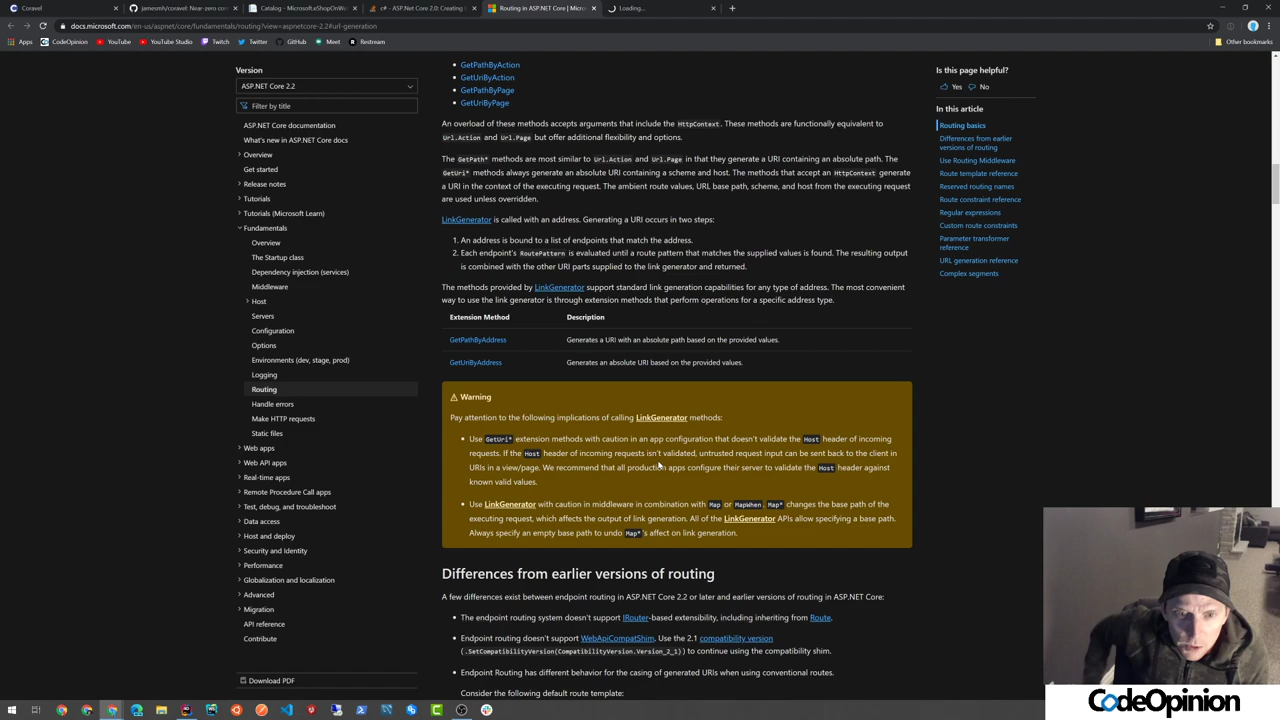 Coravel
jamesmh/coravel: Near-zero con
Catalog - Microsoft.eShopOnWe
c# - ASP.Net Core 2.0: Creating
Routing in ASP.NET Core | Micro
Loading...
docs.microsoft.com/en-us/aspnet/core/fundamentals/routing?view=aspnetcore-2.2#url-generation
Apps
CodeOpinion
YouTube
YouTube Studio
Twitch
Twitter
GitHub
Meet
Restream
Other bookmarks
Version
ASP.NET Core 2.2
Filter by title
ASP.NET Core documentation
What's new in ASP.NET Core docs
Overview
Get started
Release notes
Tutorials
Tutorials (Microsoft Learn)
Fundamentals
Overview
The Startup class
Dependency injection (services)
Middleware
Host
Servers
Configuration
Options
Environments (dev, stage, prod)
Logging
Routing
Handle errors
Make HTTP requests
Static files
Web apps
Web API apps
Real-time apps
Remote Procedure Call apps
Test, debug, and troubleshoot
Data access
Host and deploy
Security and Identity
Performance
Globalization and localization
Advanced
Migration
API reference
Contribute
Download PDF
GetPathByAction
GetUriByAction
GetPathByPage
GetUriByPage
An overload of these methods accepts arguments that include the HttpContext. These methods are functionally equivalent to
Url.Action and Url.Page but offer additional flexibility and options.
The GetPath* methods are most similar to Url.Action and Url.Page in that they generate a URI containing an absolute path. The
GetUri* methods always generate an absolute URI containing a scheme and host. The methods that accept an HttpContext generate
a URI in the context of the executing request. The ambient route values, URL base path, scheme, and host from the executing request
are used unless overridden.
LinkGenerator is called with an address. Generating a URI occurs in two steps:
1. An address is bound to a list of endpoints that match the address.
2. Each endpoint's RoutePattern is evaluated until a route pattern that matches the supplied values is found. The resulting output
is combined with the other URI parts supplied to the link generator and returned.
The methods provided by LinkGenerator support standard link generation capabilities for any type of address. The most convenient
way to use the link generator is through extension methods that perform operations for a specific address type.
Extension Method Description
GetPathByAddress Generates a URI with an absolute path based on the provided values.
GetUriByAddress Generates an absolute URI based on the provided values.
Warning
Pay attention to the following implications of calling LinkGenerator methods:
Use GetUri* extension methods with caution in an app configuration that doesn't validate the Host header of incoming
requests. If the Host header of incoming requests isn't validated, untrusted request input can be sent back to the client in
URIs in a view/page. We recommend that all production apps configure their server to validate the Host header against
known valid values.
Use LinkGenerator with caution in middleware in combination with Map or MapWhen. Map* changes the base path of the
executing request, which affects the output of link generation. All of the LinkGenerator APIs allow specifying a base path.
Always specify an empty base path to undo Map*'s affect on link generation.
Differences from earlier versions of routing
A few differences exist between endpoint routing in ASP.NET Core 2.2 or later and earlier versions of routing in ASP.NET Core:
The endpoint routing system doesn't support IRouter-based extensibility, including inheriting from Route.
Endpoint routing doesn't support WebApiCompatShim. Use the 2.1 compatibility version
(.SetCompatibilityVersion(CompatibilityVersion.Version_2_1)) to continue using the compatibility shim.
Endpoint Routing has different behavior for the casing of generated URIs when using conventional routes.
Consider the following default route template:
Is this page helpful?
Yes No
In this article
Routing basics
Differences from earlier
versions of routing
Use Routing Middleware
Route template reference
Reserved routing names
Route constraint reference
Regular expressions
Custom route constraints
Parameter transformer
reference
URL generation reference
Complex segments
CodeOpinion